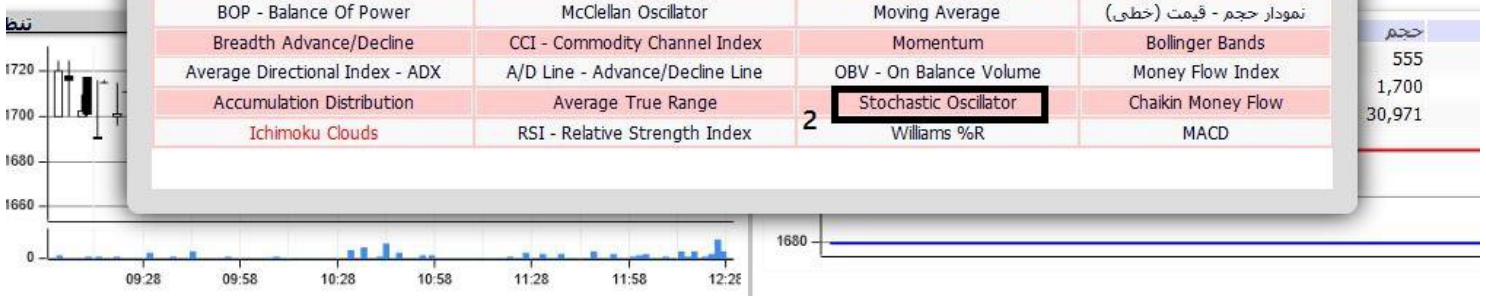 BOP - Balance Of Power McClellan Oscillator Moving Average نمودار حجم - قیمت (خطی)
تنظ
حجم
Breadth Advance/Decline CCI - Commodity Channel Index Momentum Bollinger Bands
555
1720 Average Directional Index - ADX A/D Line - Advance/Decline Line OBV - On Balance Volume Money Flow Index
1,700
Accumulation Distribution Average True Range Stochastic Oscillator Chaikin Money Flow
1700
2
30,971
Ichimoku Clouds RSI - Relative Strength Index Williams %R MACD
1680
1660
1680
0
09:28 09:58 10:28 10:58 11:28 11:58 12:28